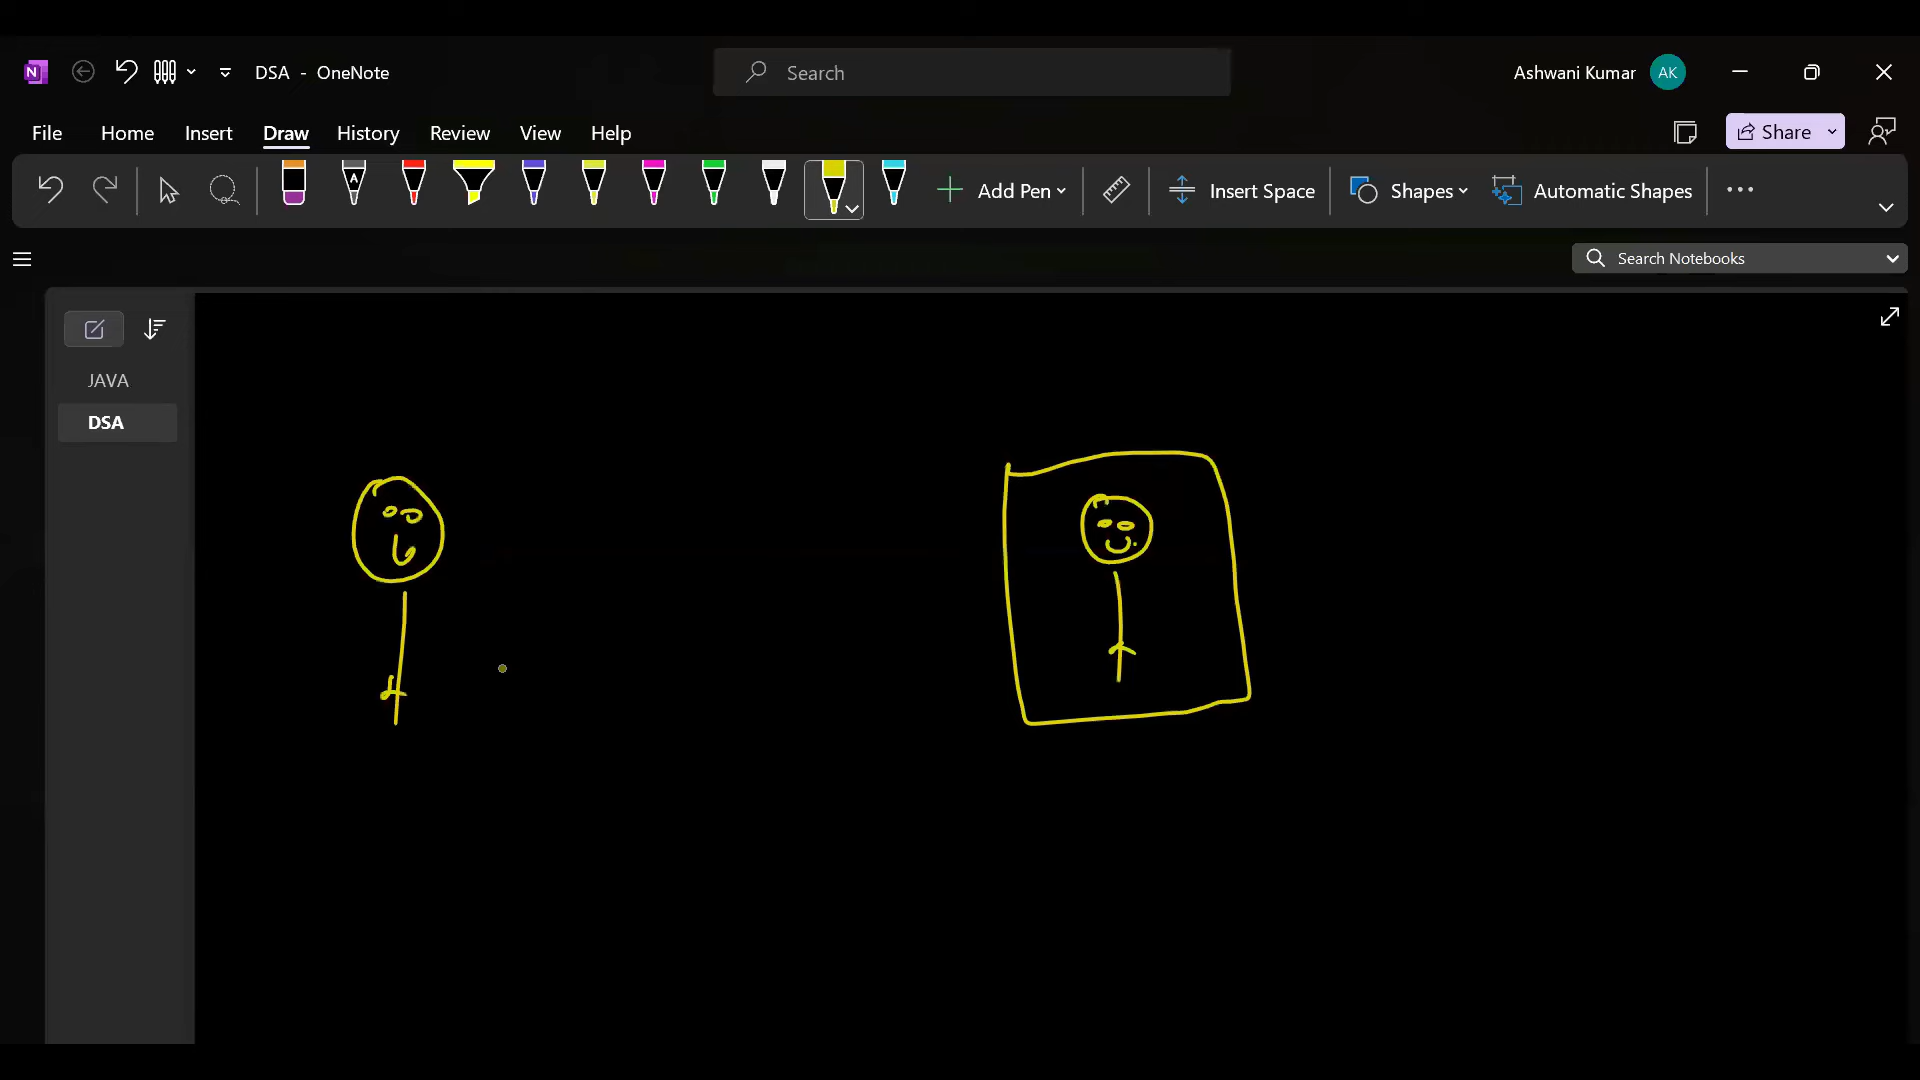 N DSA - OneNote Search Ashwani Kumar AK
File Home Insert Draw History Review View Help Share
A Add Pen Insert Space Shapes Automatic Shapes
Search Notebooks
JAVA
DSA